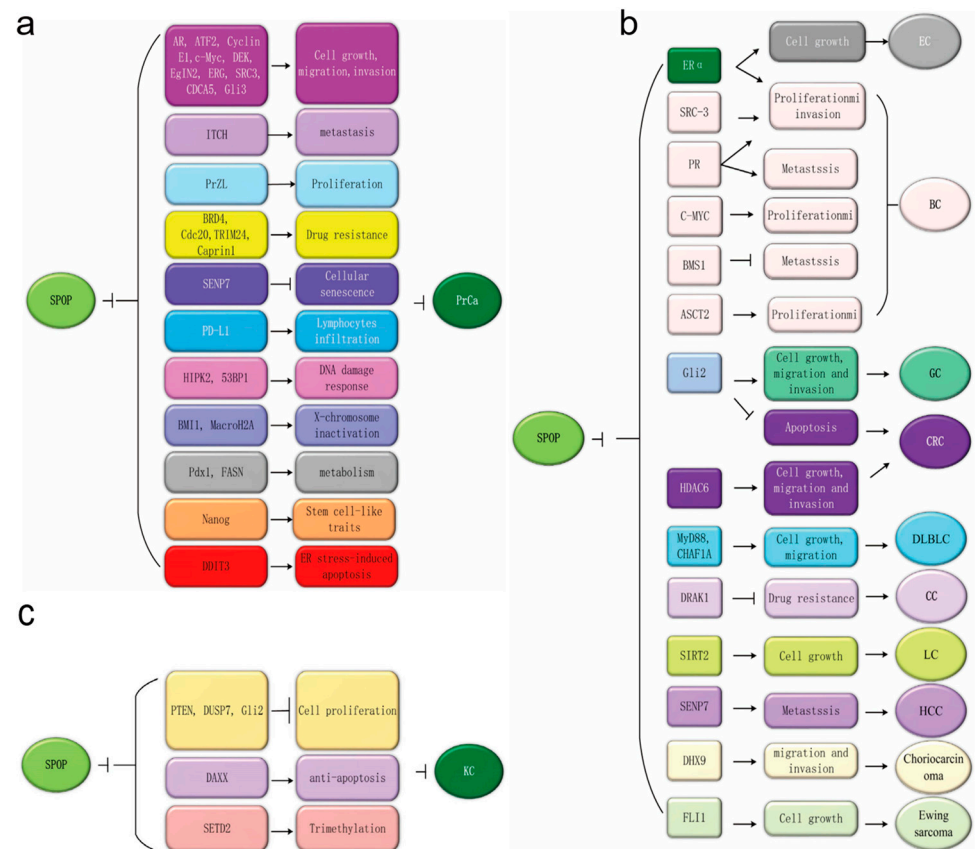 a
AR, ATF2, Cyclin
E1,c-Myc, DEK,
EgIN2, ERG, SRC3,
CDCA5, Gli3
Cell growth,
migration,invasion
ITCH
metastasis
PrZL
Proliferation
BRD4,
Cdc20,TRIM24,
Caprin1
Drug resistance
SPOP
SENP7
Cellular
senescence
PrCa
PD-L1
Lymphocytes
infiltration
HIPK2, 53BP1
DNA damage
response
BMI1, MacroH2A
X-chromosome
inactivation
Pdx1, FASN
metabolism
Nanog
Stem cell-like
traits
DDIT3
ER stress-induced
apoptosis
b
ERα
Cell growth
EC
SRC-3
Proliferationmi
invasion
PR
Metastssis
BC
C-MYC
Proliferationmi
BMS1
Metastssis
ASCT2
Proliferationmi
Gli2
Cell growth,
migration and
invasion
GC
SPOP
Apoptosis
CRC
HDAC6
Cell growth,
migration and
invasion
MyD88,
CHAF1A
Cell growth,
migration
DLBLC
DRAK1
Drug resistance
CC
SIRT2
Cell growth
LC
SENP7
Metastssis
HCC
DHX9
migration and
invasion
Choriocarcin
oma
FLI1
Cell growth
Ewing
sarcoma
c
PTEN, DUSP7, Gli2
Cell proliferation
SPOP
DAXX
anti-apoptosis
KC
SETD2
Trimethylation